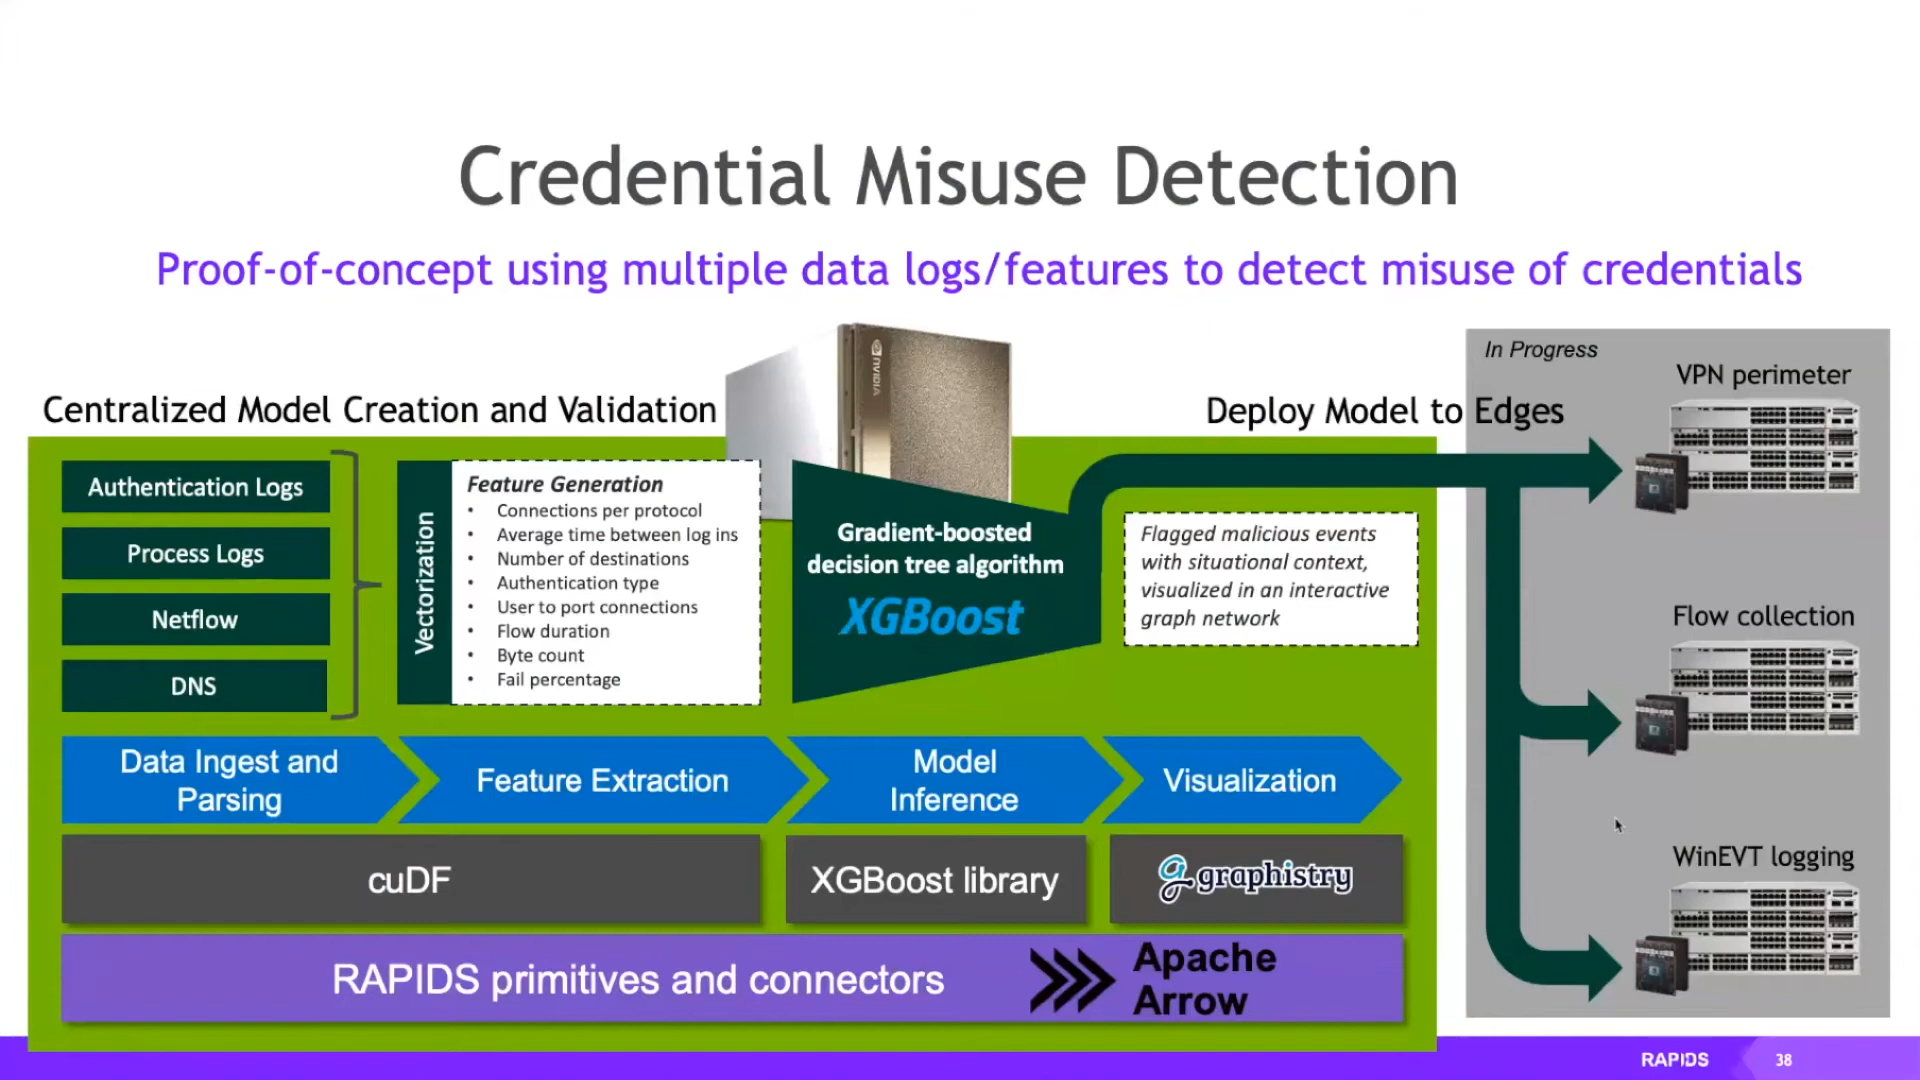 Credential Misuse Detection
Proof-of-concept using multiple data logs/features to detect misuse of credentials
Centralized Model Creation and Validation
NVIDIA
Deploy Model to Edges
In Progress
VPN perimeter
Authentication Logs
Process Logs
Netflow
DNS
Vectorization
Feature Generation
• Connections per protocol
• Average time between log ins
• Number of destinations
• Authentication type
• User to port connections
• Flow duration
• Byte count
• Fail percentage
Gradient-boosted
decision tree algorithm
XGBoost
Flagged malicious events
with situational context,
visualized in an interactive
graph network
Flow collection
WinEVT logging
Data Ingest and
Parsing
Feature Extraction
Model
Inference
Visualization
cuDF
XGBoost library
graphistry
RAPIDS primitives and connectors
Apache
Arrow
RAPIDS
38